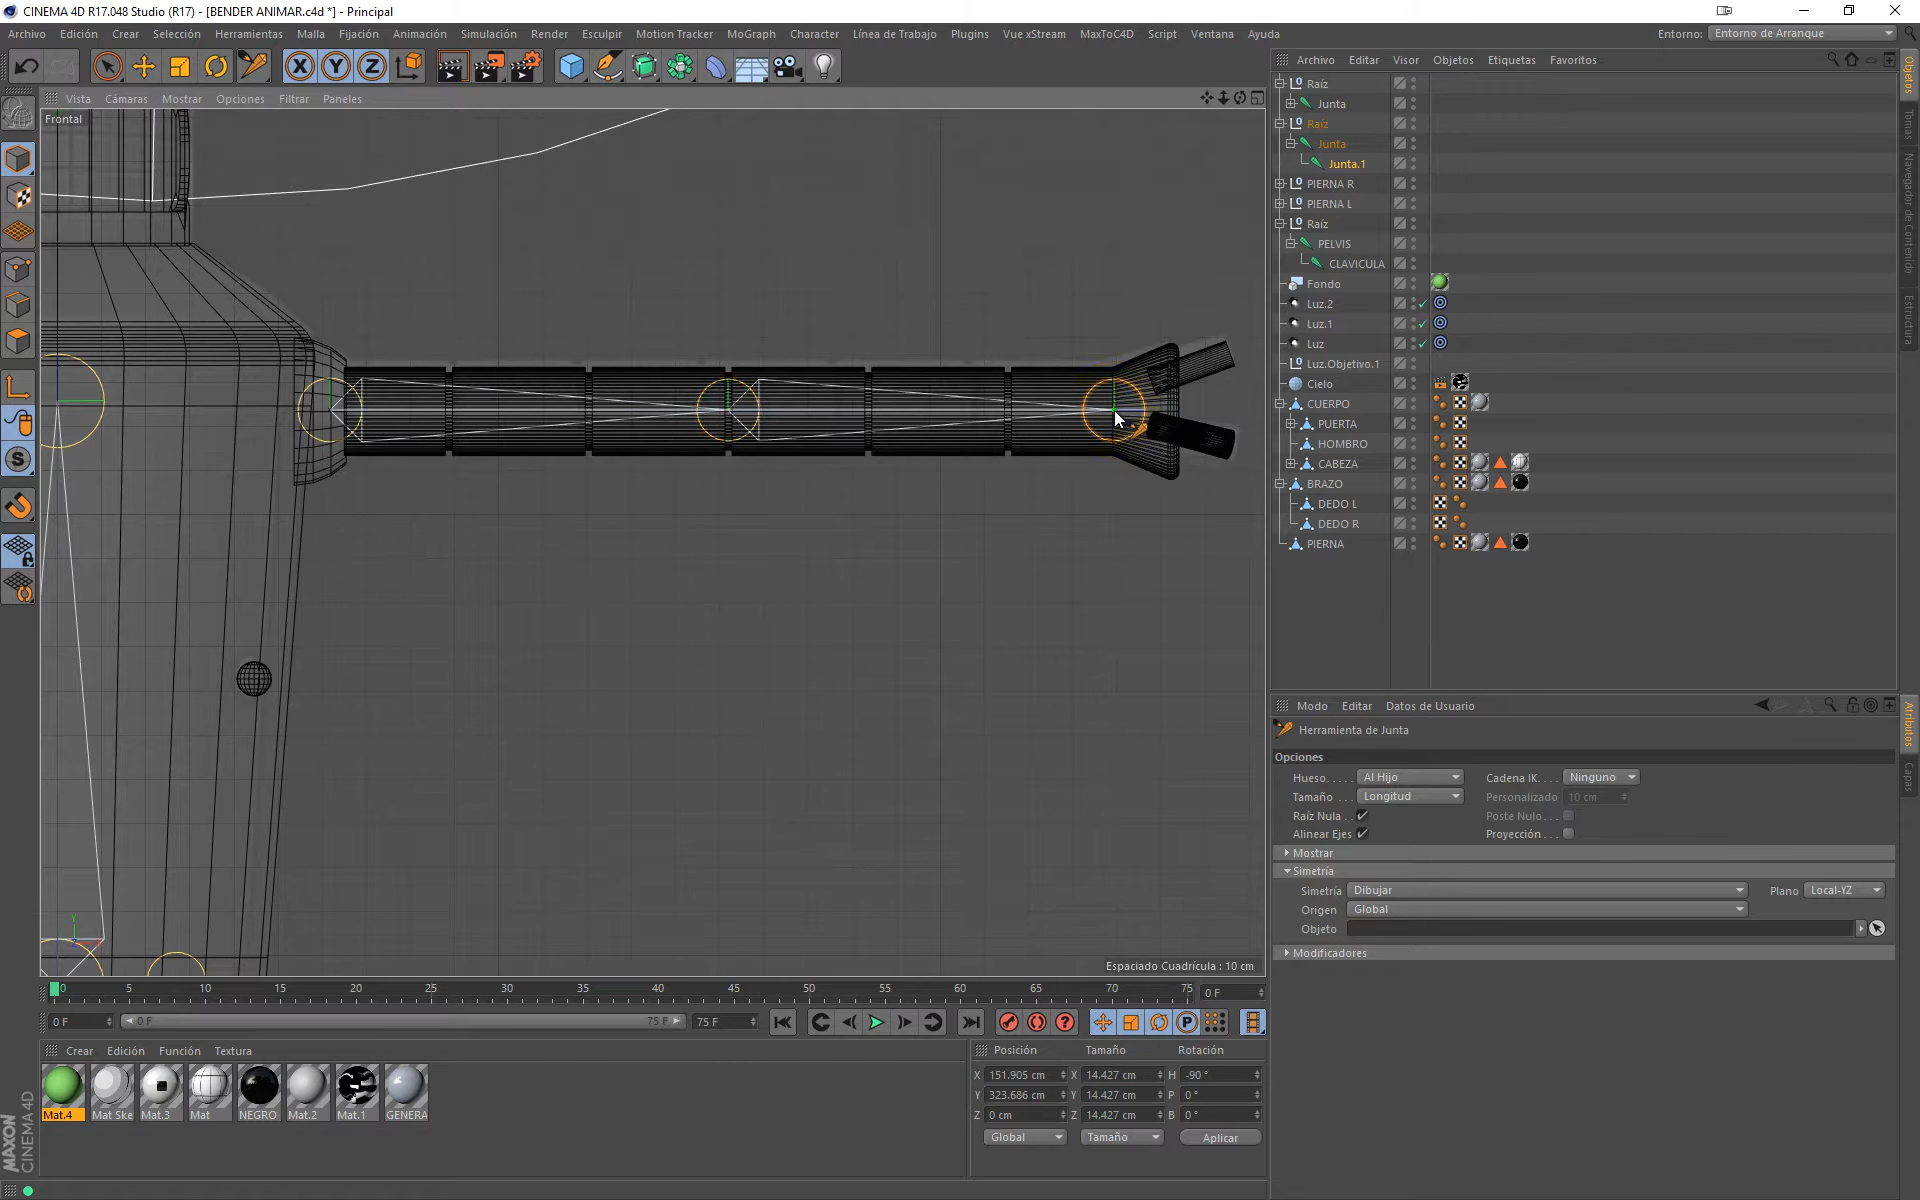 CINEMA 4D R17.048 Studio (R17) - [BENDER ANIMAR.c4d *] - Principal
Archivo Edición Crear Selección Herramientas Malla Fijación Animación Simulación Render Esculpir Motion Tracker MoGraph Character Línea de Trabajo Plugins Vue xStream MaxToC4D Script Ventana Ayuda Entorno: Entorno de Arranque
Archivo Editar Visor Objetos Etiquetas Favoritos
Vista Cámaras Mostrar Opciones Filtrar Paneles
Frontal
Raíz
Junta
Raíz
Junta
Junta.1
PIERNA R
PIERNA L
Raíz
PELVIS
CLAVICULA
Fondo
Luz.2
Luz.1
Luz
Luz.Objetivo.1
Cielo
CUERPO
PUERTA
HOMBRO
CABEZA
BRAZO
DEDO L
DEDO R
PIERNA
Objetos
Tomas
Navegador de Contenido
Estructura
Modo Editar Datos de Usuario
Herramienta de Junta
Opciones
Hueso..... Al Hijo Cadena IK.... Ninguno
Tamaño ... Longitud Personalizado 10 cm
Raíz Nula .. Poste Nulo...
Alinear Ejes Proyección ...
Mostrar
Simetría
Simetría Dibujar Plano Local-YZ
Origen Global
Objeto
Modificadores
Atributos
Capas
Y
Espaciado Cuadrícula : 10 cm
0 5 10 15 20 25 30 35 40 45 50 55 60 65 70 75 0 F
0 F 0 F 75 F 75 F
Crear Edición Función Textura
Mat.4 Mat Ske Mat.3 Mat NEGRO Mat.2 Mat.1 GENERA
Posición Tamaño Rotación
X 151.905 cm X 14.427 cm H -90 °
Y 323.686 cm Y 14.427 cm P 0 °
Z 0 cm Z 14.427 cm B 0 °
Global Tamaño Aplicar
MAXON
CINEMA 4D